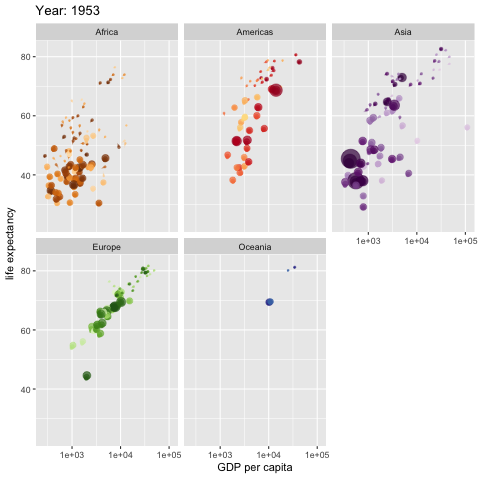 Year: 1953
Africa
Americas
Asia
80
60
40
1e+03 1e+04 1e+05
life expectancy
Europe
Oceania
80
60
40
1e+03 1e+04 1e+05
1e+03 1e+04 1e+05
GDP per capita